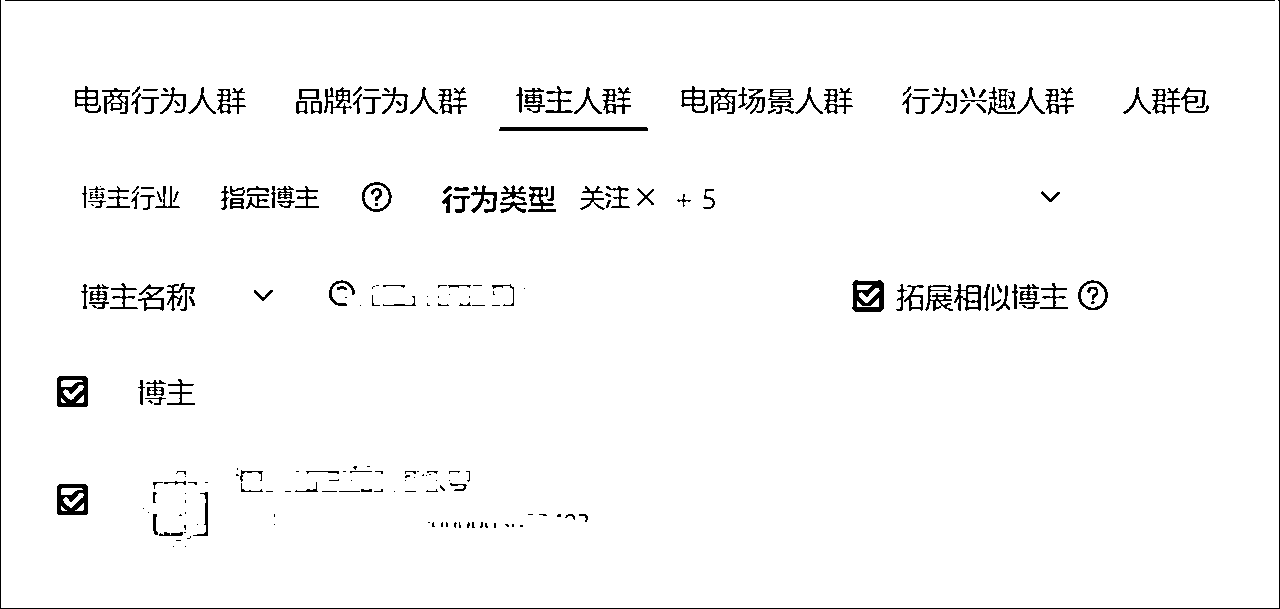 电商行为人群 品牌行为人群 博主人群 电商场景人群 行为兴趣人群 人群包
博主行业 指定博主 ? 行为类型 关注× + 5
博主名称 拓展相似博主 ?
博主